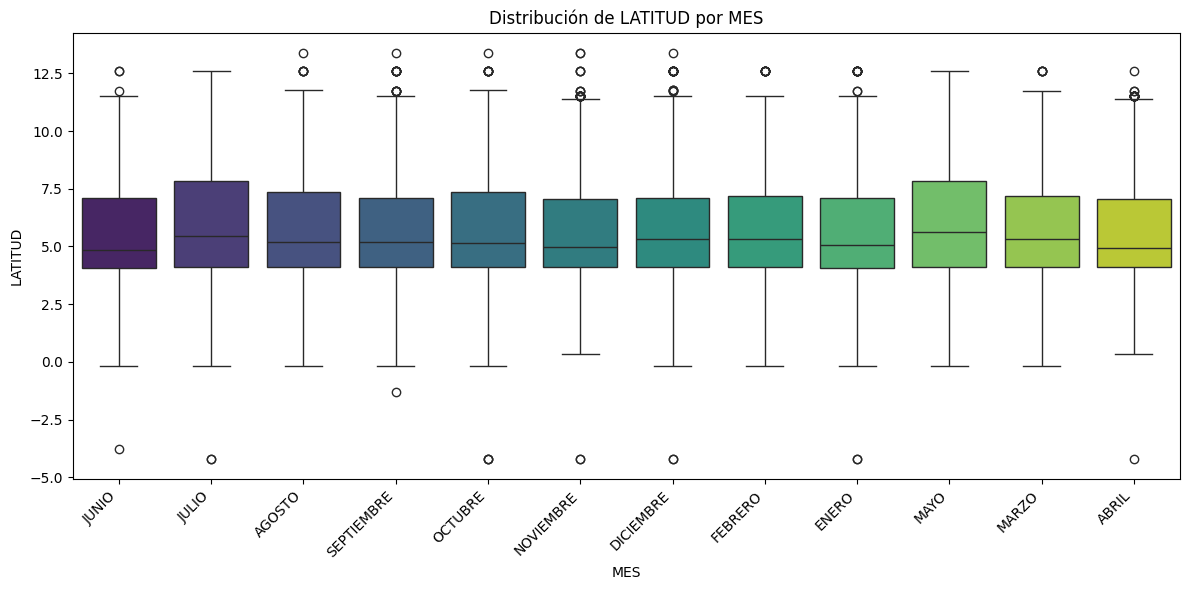 Distribución de LATITUD por MES
LATITUD
12.5
10.0
7.5
5.0
2.5
0.0
−2.5
−5.0
JUNIO
JULIO
AGOSTO
SEPTIEMBRE
OCTUBRE
NOVIEMBRE
DICIEMBRE
FEBRERO
ENERO
MAYO
MARZO
ABRIL
MES